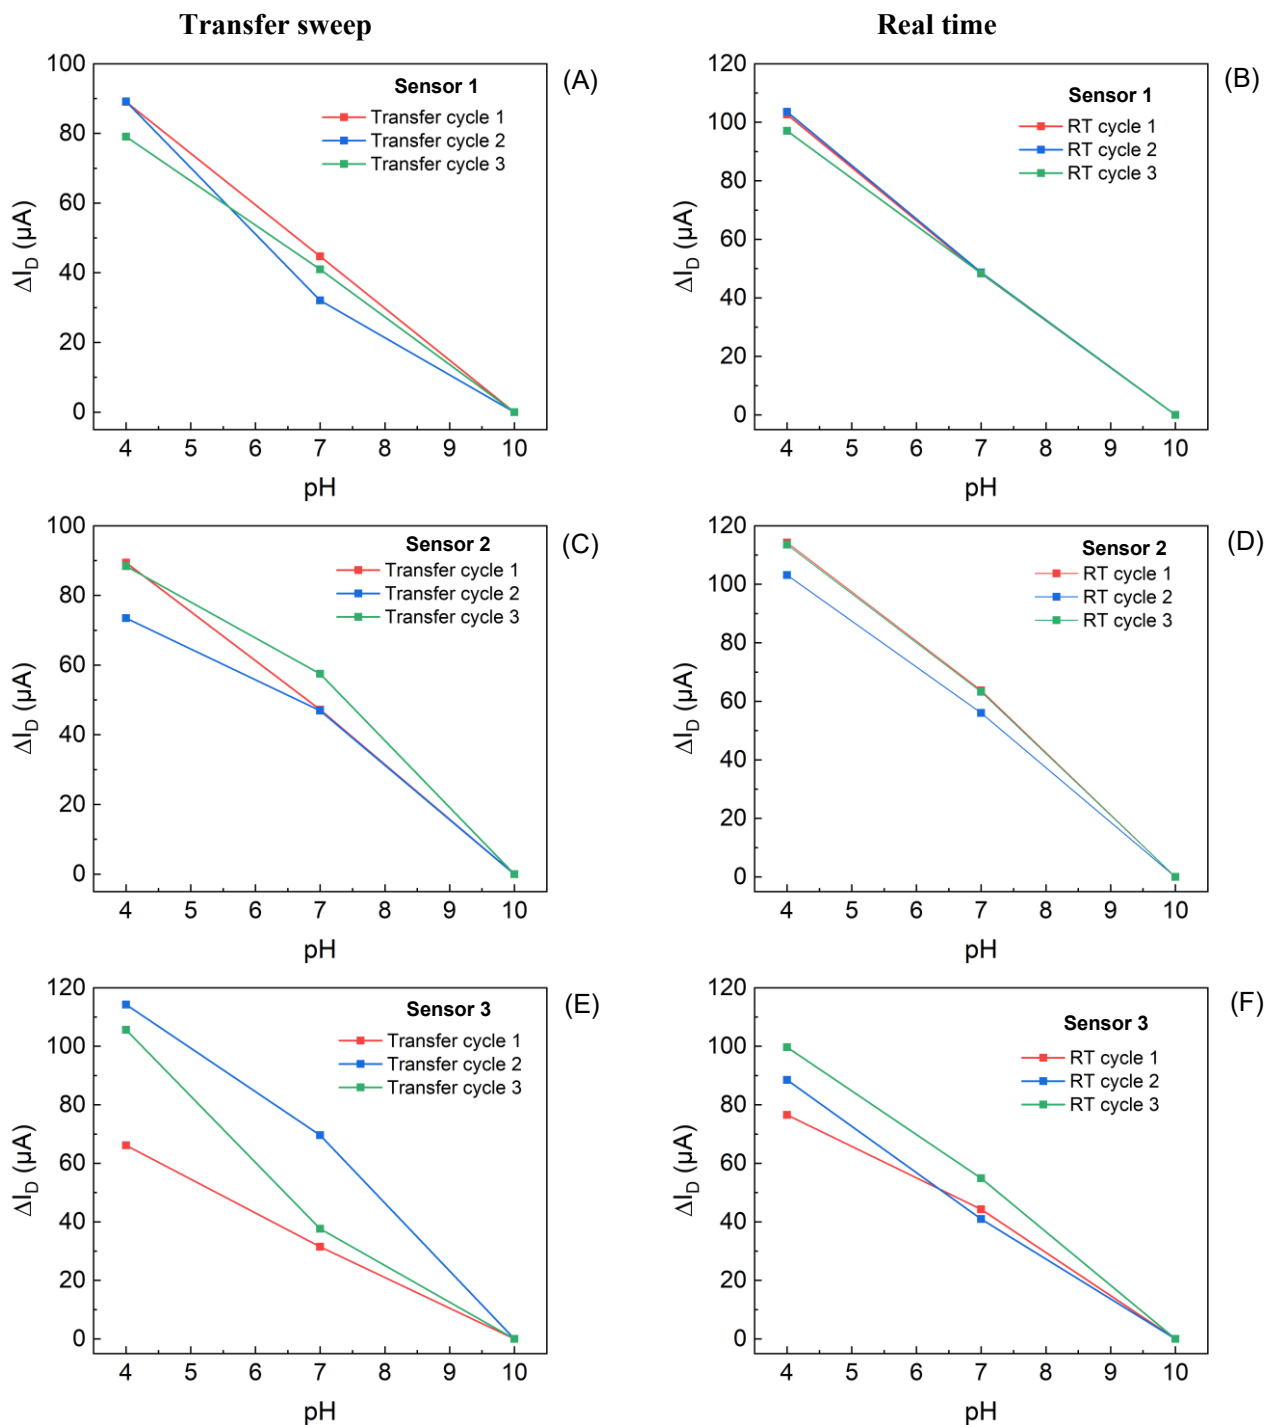 Transfer sweep
Real time
(A)
Sensor 1
Transfer cycle 1
Transfer cycle 2
Transfer cycle 3
100
80
60
40
20
0
ΔI_D (μA)
4 5 6 7 8 9 10
pH
(B)
Sensor 1
RT cycle 1
RT cycle 2
RT cycle 3
120
100
80
60
40
20
0
ΔI_D (μA)
4 5 6 7 8 9 10
pH
(C)
Sensor 2
Transfer cycle 1
Transfer cycle 2
Transfer cycle 3
100
80
60
40
20
0
ΔI_D (μA)
4 5 6 7 8 9 10
pH
(D)
Sensor 2
RT cycle 1
RT cycle 2
RT cycle 3
120
100
80
60
40
20
0
ΔI_D (μA)
4 5 6 7 8 9 10
pH
(E)
Sensor 3
Transfer cycle 1
Transfer cycle 2
Transfer cycle 3
120
100
80
60
40
20
0
ΔI_D (μA)
4 5 6 7 8 9 10
pH
(F)
Sensor 3
RT cycle 1
RT cycle 2
RT cycle 3
120
100
80
60
40
20
0
ΔI_D (μA)
4 5 6 7 8 9 10
pH